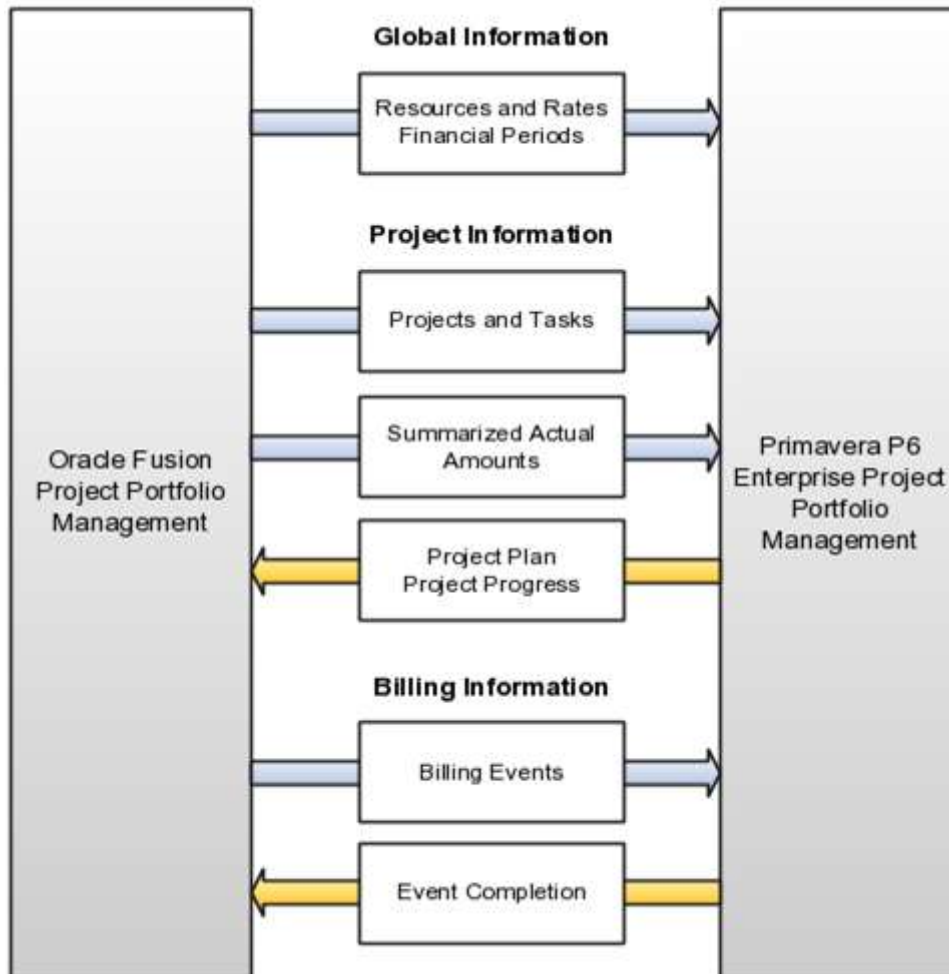 Global Information
Resources and Rates
Financial Periods
Project Information
Projects and Tasks
Summarized Actual
Amounts
Project Plan
Project Progress
Billing Information
Billing Events
Event Completion
Oracle Fusion
Project Portfolio
Management
Primavera P6
Enterprise Project
Portfolio
Management